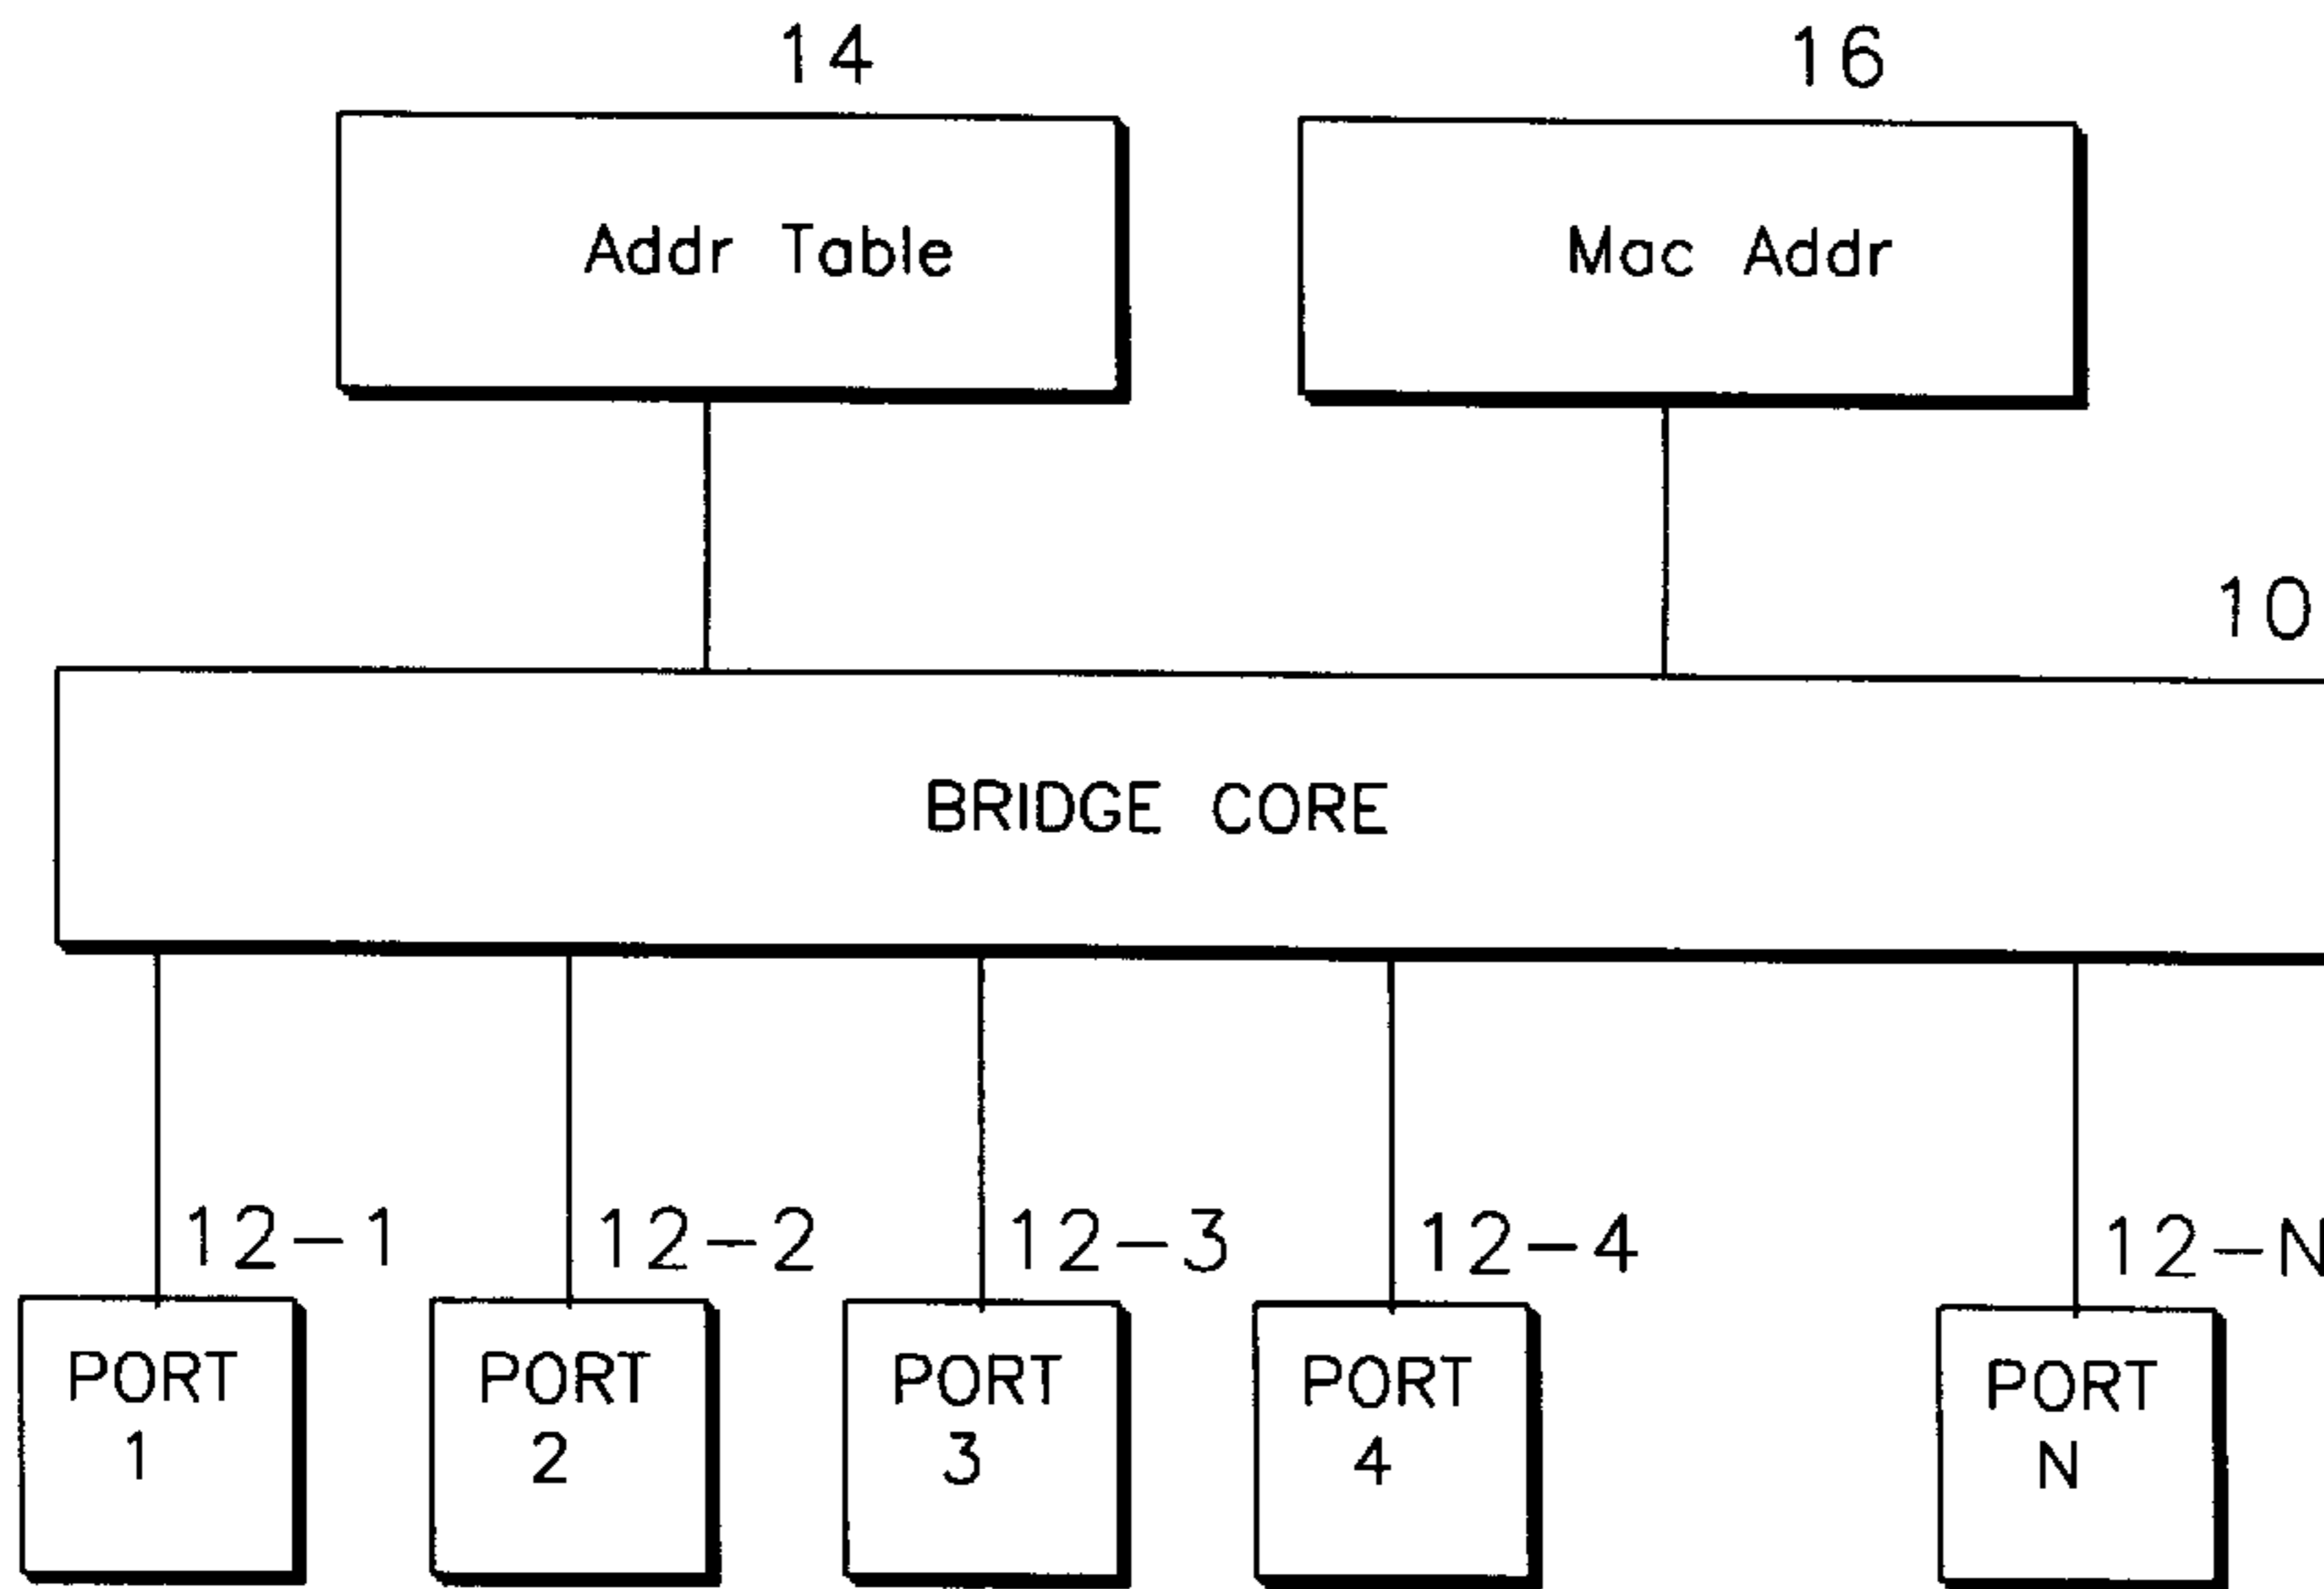 14
16
Addr Table
Mac Addr
10
BRIDGE CORE
12-1
12-2
12-3
12-4
12-N
PORT
1
PORT
2
PORT
3
PORT
4
PORT
N